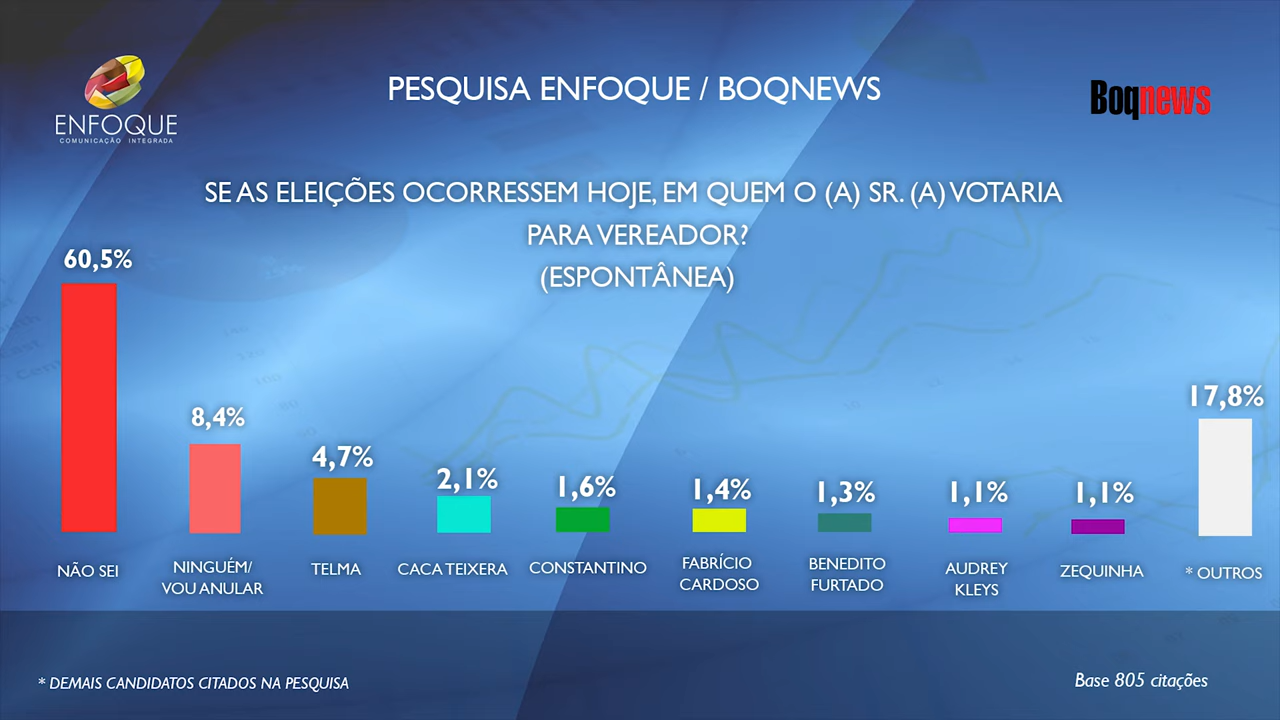 ENFOQUE
COMUNICAÇÃO INTEGRADA
PESQUISA ENFOQUE / BOQNEWS
Boqnews
SE AS ELEIÇÕES OCORRESSEM HOJE, EM QUEM O (A) SR. (A) VOTARIA
PARA VEREADOR?
(ESPONTÂNEA)
60,5%
8,4%
4,7%
2,1%
1,6%
1,4%
1,3%
1,1%
1,1%
17,8%
NÃO SEI
NINGUÉM/
VOU ANULAR
TELMA
CACA TEIXERA
CONSTANTINO
FABRÍCIO
CARDOSO
BENEDITO
FURTADO
AUDREY
KLEYS
ZEQUINHA
* OUTROS
* DEMAIS CANDIDATOS CITADOS NA PESQUISA
Base 805 citações